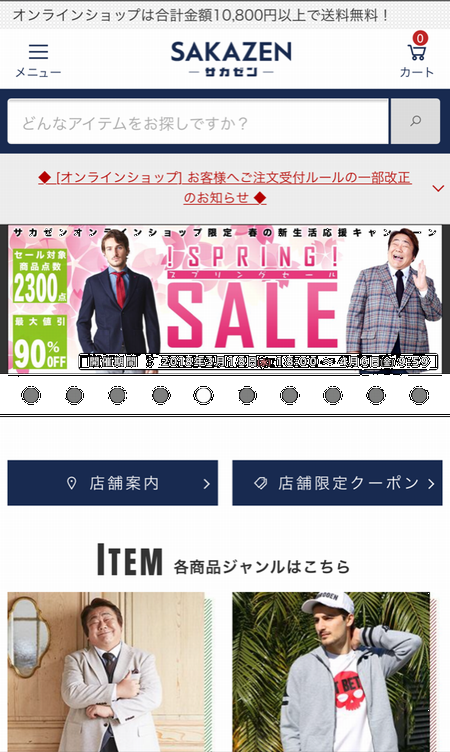 オンラインショップは合計金額10,800円以上で送料無料！
メニュー
SAKAZEN
サカゼン
0
カート
どんなアイテムをお探しですか？
◆ [オンラインショップ] お客様へご注文受付ルールの一部改正
のお知らせ ◆
サカゼンオンラインショップ限定 春の新生活応援キャンペーン
セール対象
商品点数
2300点
最大値引
90%OFF
!SPRING!
スプリングセール
SALE
店舗案内
店舗限定クーポン
ITEM 各商品ジャンルはこちら